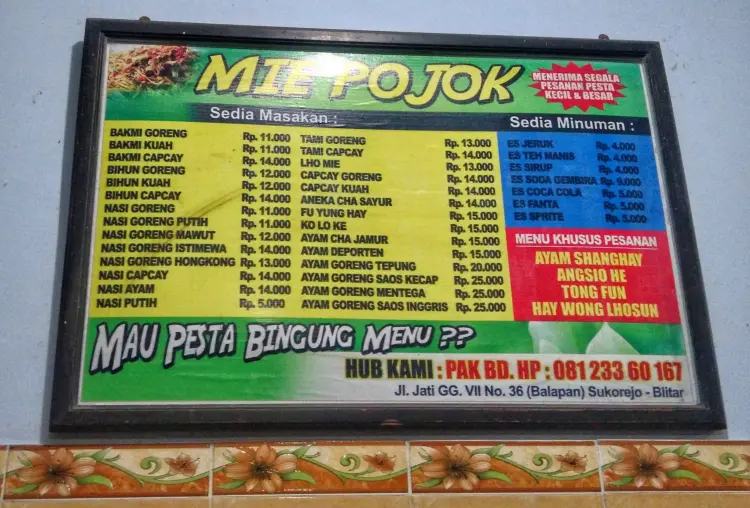 MIE POJOK
MENERIMA SEGALA
PESANAN PESTA
KECIL & BESAR
Sedia Masakan :
BAKMI GORENG Rp. 11.000
BAKMI KUAH Rp. 11.000
BAKMI CAPCAY Rp. 14.000
BIHUN GORENG Rp. 12.000
BIHUN KUAH Rp. 12.000
BIHUN CAPCAY Rp. 14.000
NASI GORENG Rp. 11.000
NASI GORENG PUTIH Rp. 11.000
NASI GORENG MAWUT Rp. 12.000
NASI GORENG ISTIMEWA Rp. 14.000
NASI GORENG HONGKONG Rp. 13.000
NASI CAPCAY Rp. 14.000
NASI AYAM Rp. 14.000
NASI PUTIH Rp. 5.000
TAMI GORENG Rp. 13.000
TAMI CAPCAY Rp. 14.000
LHO MIE Rp. 13.000
CAPCAY GORENG Rp. 14.000
CAPCAY KUAH Rp. 14.000
ANEKA CHA SAYUR Rp. 14.000
FU YUNG HAY Rp. 15.000
KO LO KE Rp. 15.000
AYAM CHA JAMUR Rp. 15.000
AYAM DEPORTEN Rp. 15.000
AYAM GORENG TEPUNG Rp. 20.000
AYAM GORENG SAOS KECAP Rp. 25.000
AYAM GORENG MENTEGA Rp. 25.000
AYAM GORENG SAOS INGGRIS Rp. 25.000
Sedia Minuman :
ES JERUK Rp. 4.000
ES TEH MANIS Rp. 4.000
ES SIRUP Rp. 4.000
ES SODA GEMBIRA Rp. 9.000
ES COCA COLA Rp. 5.000
ES FANTA Rp. 5.000
ES SPRITE Rp. 5.000
MENU KHUSUS PESANAN
AYAM SHANGHAY
ANGSIO HE
TONG FUN
HAY WONG LHOSUN
MAU PESTA BINGUNG MENU ??
HUB KAMI : PAK BD. HP : 081 233 60 167
Jl. Jati GG. VII No. 36 (Balapan) Sukorejo - Blitar